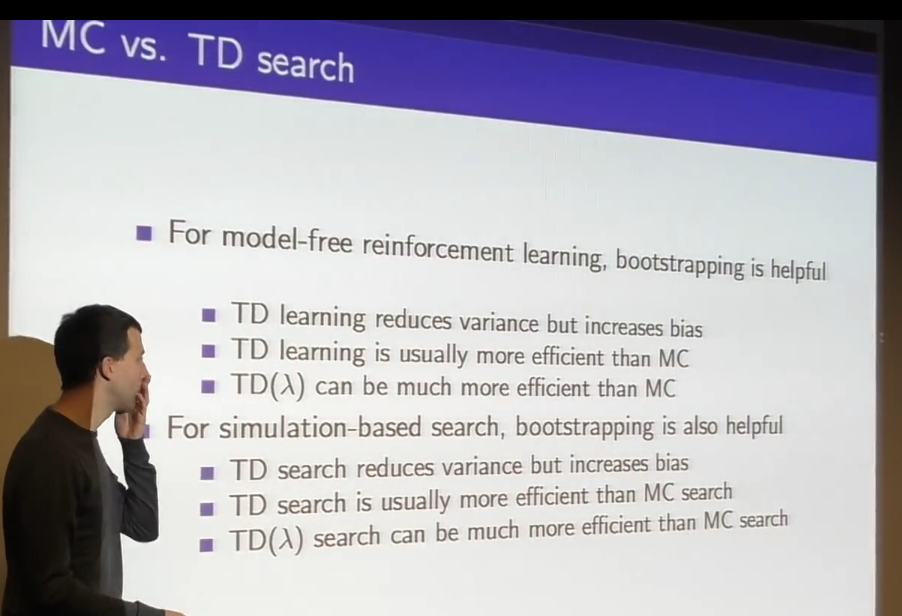 MC vs. TD search
For model-free reinforcement learning, bootstrapping is helpful
TD learning reduces variance but increases bias
TD learning is usually more efficient than MC
TD(λ) can be much more efficient than MC
For simulation-based search, bootstrapping is also helpful
TD search reduces variance but increases bias
TD search is usually more efficient than MC search
TD(λ) search can be much more efficient than MC search